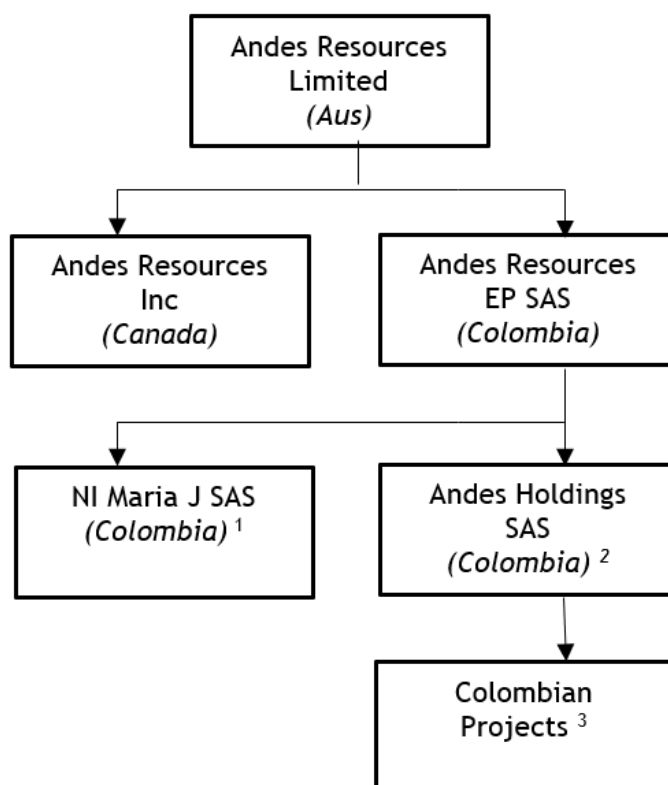 Andes Resources
Limited
(Aus)
Andes Resources
Inc
(Canada)
Andes Resources
EP SAS
(Colombia)
NI Maria J SAS
(Colombia) 1
Andes Holdings
SAS
(Colombia) 2
Colombian
Projects 3